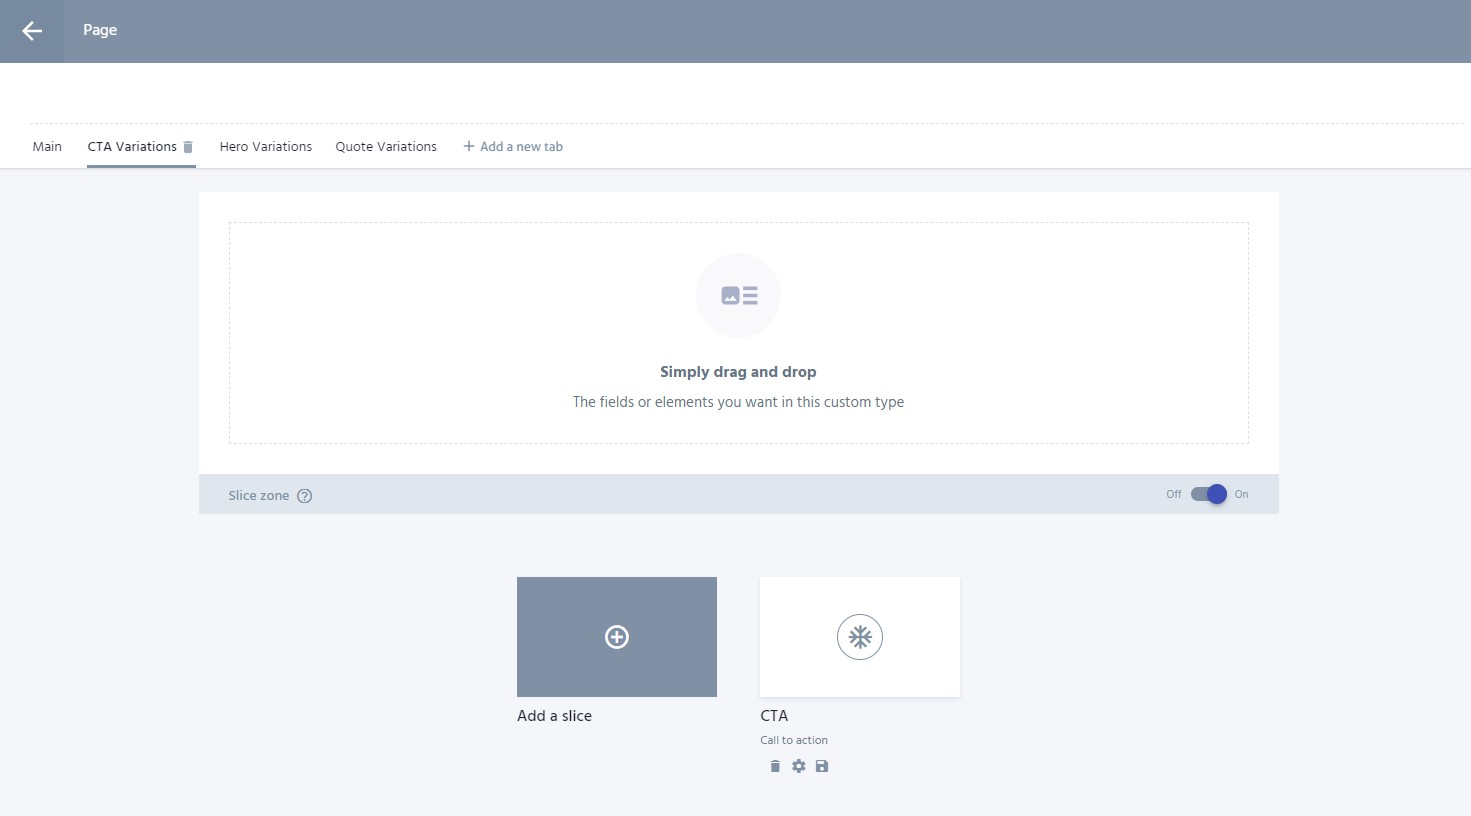 Page
Main
CTA Variations
Hero Variations
Quote Variations
+ Add a new tab
Simply drag and drop
The fields or elements you want in this custom type
Slice zone ?
Off
On
Add a slice
CTA
Call to action